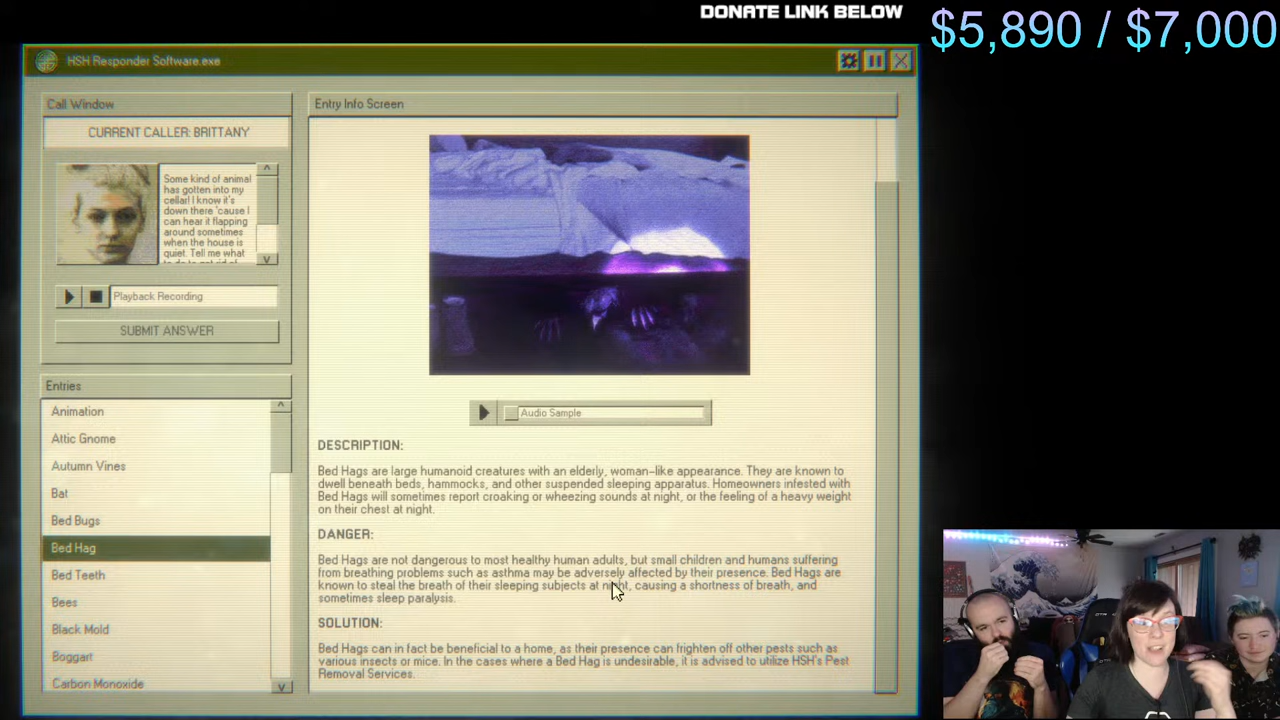 DONATE LINK BELOW
$5,890 / $7,000
HSH Responder Software.exe
Call Window
CURRENT CALLER: BRITTANY
Some kind of animal
has gotten into my
cellar! I know it's
down there 'cause I
can hear it flapping
around sometimes
when the house is
quiet. Tell me what
Playback Recording
SUBMIT ANSWER
Entries
Animation
Attic Gnome
Autumn Vines
Bat
Bed Bugs
Bed Hag
Bed Teeth
Bees
Black Mold
Boggart
Carbon Monoxide
Entry Info Screen
Audio Sample
DESCRIPTION:
Bed Hags are large humanoid creatures with an elderly, woman-like appearance. They are known to
dwell beneath beds, hammocks, and other suspended sleeping apparatus. Homeowners infested with
Bed Hags will sometimes report croaking or wheezing sounds at night, or the feeling of a heavy weight
on their chest at night.
DANGER:
Bed Hags are not dangerous to most healthy human adults, but small children and humans suffering
from breathing problems such as asthma may be adversely affected by their presence. Bed Hags are
known to steal the breath of their sleeping subjects at night, causing a shortness of breath, and
sometimes sleep paralysis.
SOLUTION:
Bed Hags can in fact be beneficial to a home, as their presence can frighten off other pests such as
various insects or mice. In the cases where a Bed Hag is undesirable, it is advised to utilize HSH's Pest
Removal Services.